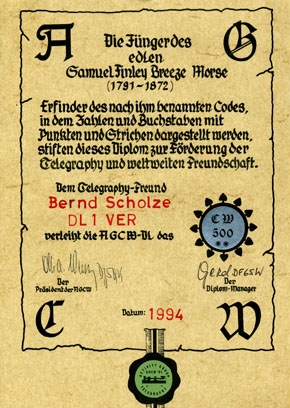 A G
Die Jünger des
edlen
Samuel Finley Breeze Morse
(1791-1872)
Erfinder des nach ihm benannten Codes,
in dem Zahlen und Buchstaben mit
Punkten und Strichen dargestellt werden,
stiften dieses Diplom zur Förderung der
Telegraphy und weltweiten Freundschaft.
Dem Telegraphy-Freund
Bernd Scholze
DL1VER
verleiht die AGCW-DL das
CW
500
**
DF6SW
Der
Präsident der AGCW
Der
Diplom-Manager
Datum: 1994
C W